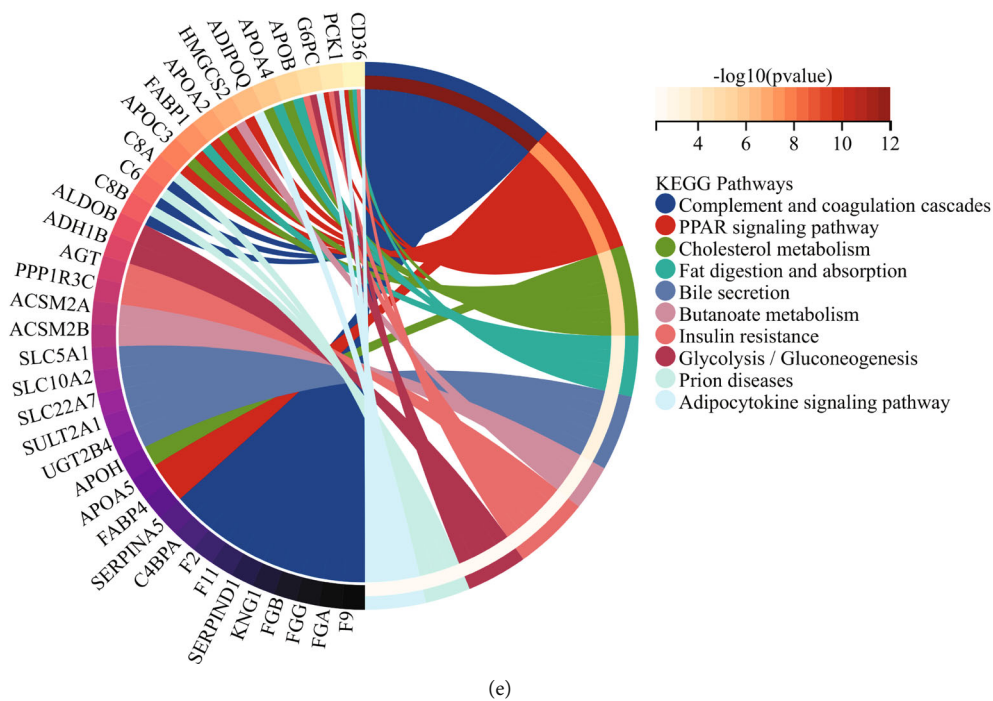 CD36
PCK1
G6PC
APOB
APOA4
ADIPOQ
HMGCS2
APOA2
FABP1
APOC3
C8A
C6
C8B
ALDOB
ADH1B
AGT
PPP1R3C
ACSM2A
ACSM2B
SLC5A1
SLC10A2
SLC22A7
SULT2A1
UGT2B4
APOH
APOA5
FABP4
SERPINA5
C4BPA
F2
F11
SERPIND1
KNG1
FGB
FGG
FGA
F9
-log10(pvalue)
4 6 8 10 12
KEGG Pathways
Complement and coagulation cascades
PPAR signaling pathway
Cholesterol metabolism
Fat digestion and absorption
Bile secretion
Butanoate metabolism
Insulin resistance
Glycolysis / Gluconeogenesis
Prion diseases
Adipocytokine signaling pathway
(e)